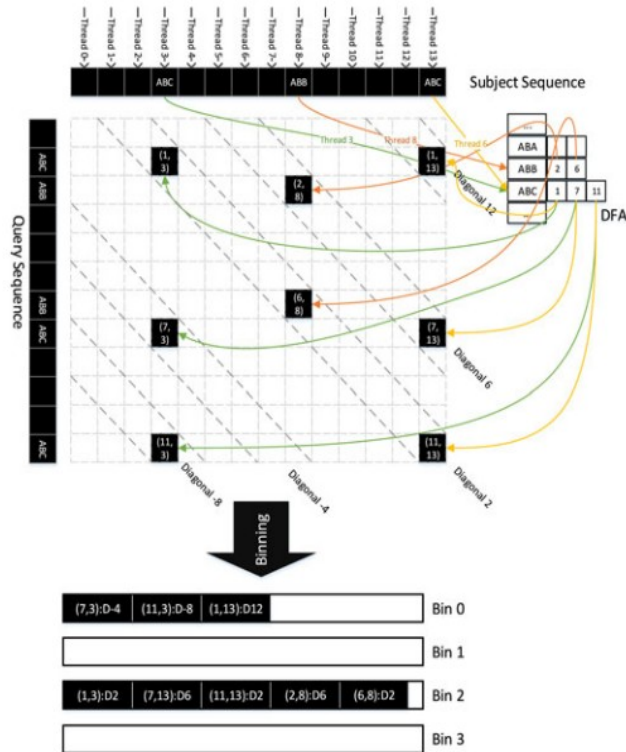 Thread 0
Thread 1
Thread 2
Thread 3
Thread 4
Thread 5
Thread 6
Thread 7
Thread 8
Thread 9
Thread 10
Thread 11
Thread 12
Thread 13
ABC
ABB
ABC
Subject Sequence
Thread 3
Thread 8
Thread 6
...
ABA
ABB 2 6
ABC 1 7 11
...
DFA
Query Sequence
ABC
ABB
ABB
ABC
ABC
(1,
3)
(1,
13)
(2,
8)
(6,
8)
(7,
3)
(7,
13)
(11,
3)
(11,
13)
Diagonal 12
Diagonal 6
Diagonal 2
Diagonal -4
Diagonal -8
Binning
(7,3):D-4 (11,3):D-8 (1,13):D12 Bin 0
Bin 1
(1,3):D2 (7,13):D6 (11,13):D2 (2,8):D6 (6,8):D2 Bin 2
Bin 3